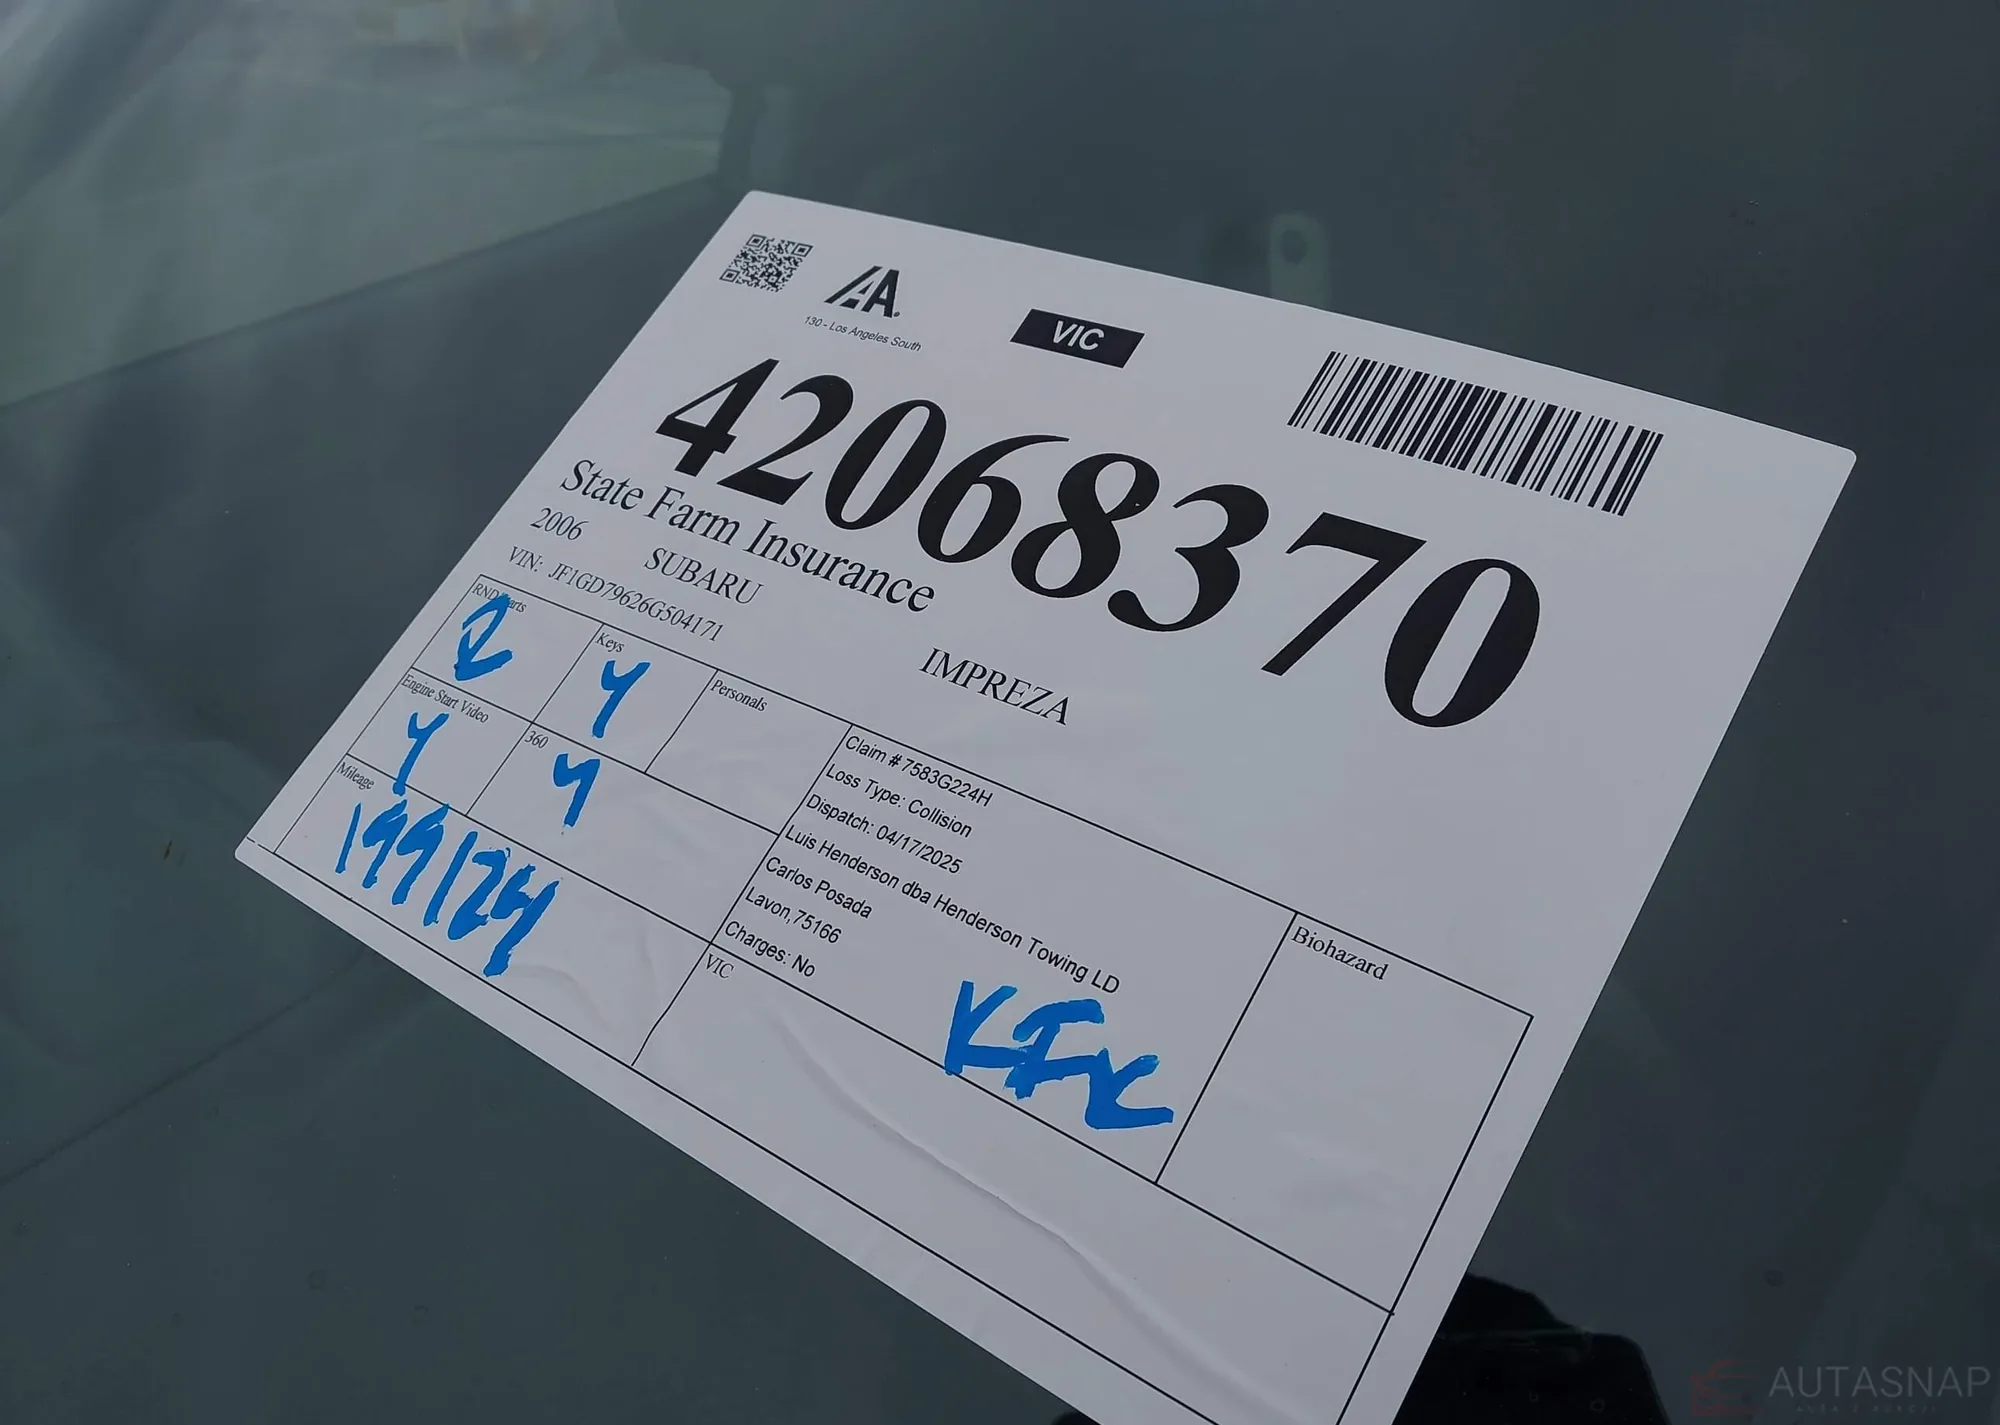 IAA
130 - Los Angeles South
VIC
42068370
State Farm Insurance
2006 SUBARU IMPREZA
VIN: JF1GD79626G504171
RND
Keys
Y
Personals
Engine Start Video
Y
360
Y
Mileage
199124
Claim # 7583G224H
Loss Type: Collision
Dispatch: 04/17/2025
Luis Henderson dba Henderson Towing LD
Carlos Posada
Lavon,75166
Charges: No
Biohazard
VIC
AUTASNAP